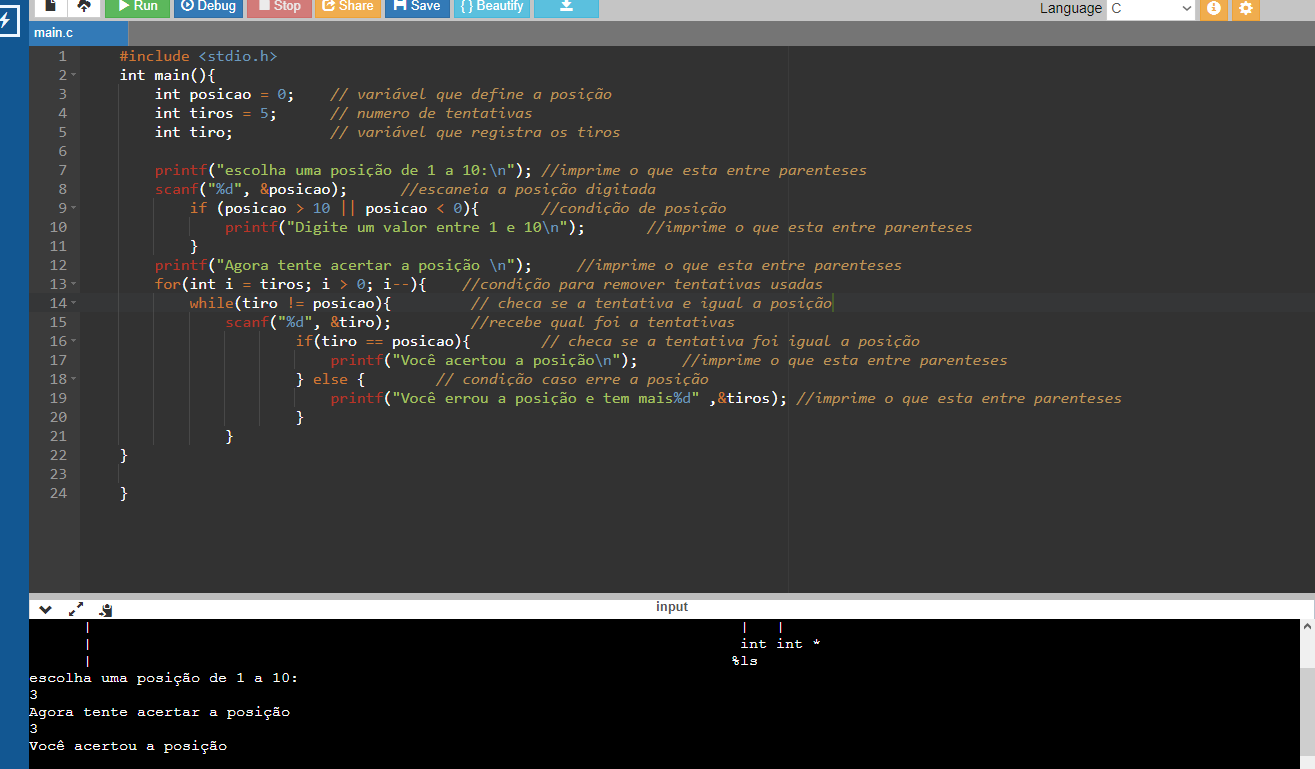 Run Debug Stop Share Save { } Beautify Language C
main.c
1 #include <stdio.h>
2 int main(){
3 int posicao = 0; // variável que define a posição
4 int tiros = 5; // numero de tentativas
5 int tiro; // variável que registra os tiros
6
7 printf("escolha uma posição de 1 a 10:\n"); //imprime o que esta entre parenteses
8 scanf("%d", &posicao); //escaneia a posição digitada
9 if (posicao > 10 || posicao < 0){ //condição de posição
10 printf("Digite um valor entre 1 e 10\n"); //imprime o que esta entre parenteses
11 }
12 printf("Agora tente acertar a posição \n"); //imprime o que esta entre parenteses
13 for(int i = tiros; i > 0; i--){ //condição para remover tentativas usadas
14 while(tiro != posicao){ // checa se a tentativa e igual a posição
15 scanf("%d", &tiro); //recebe qual foi a tentativas
16 if(tiro == posicao){ // checa se a tentativa foi igual a posição
17 printf("Você acertou a posição\n"); //imprime o que esta entre parenteses
18 } else { // condição caso erre a posição
19 printf("Você errou a posição e tem mais%d" ,&tiros); //imprime o que esta entre parenteses
20 }
21 }
22 }
23
24 }
input
| | |
| int int *
| %ls
escolha uma posição de 1 a 10:
3
Agora tente acertar a posição
3
Você acertou a posição